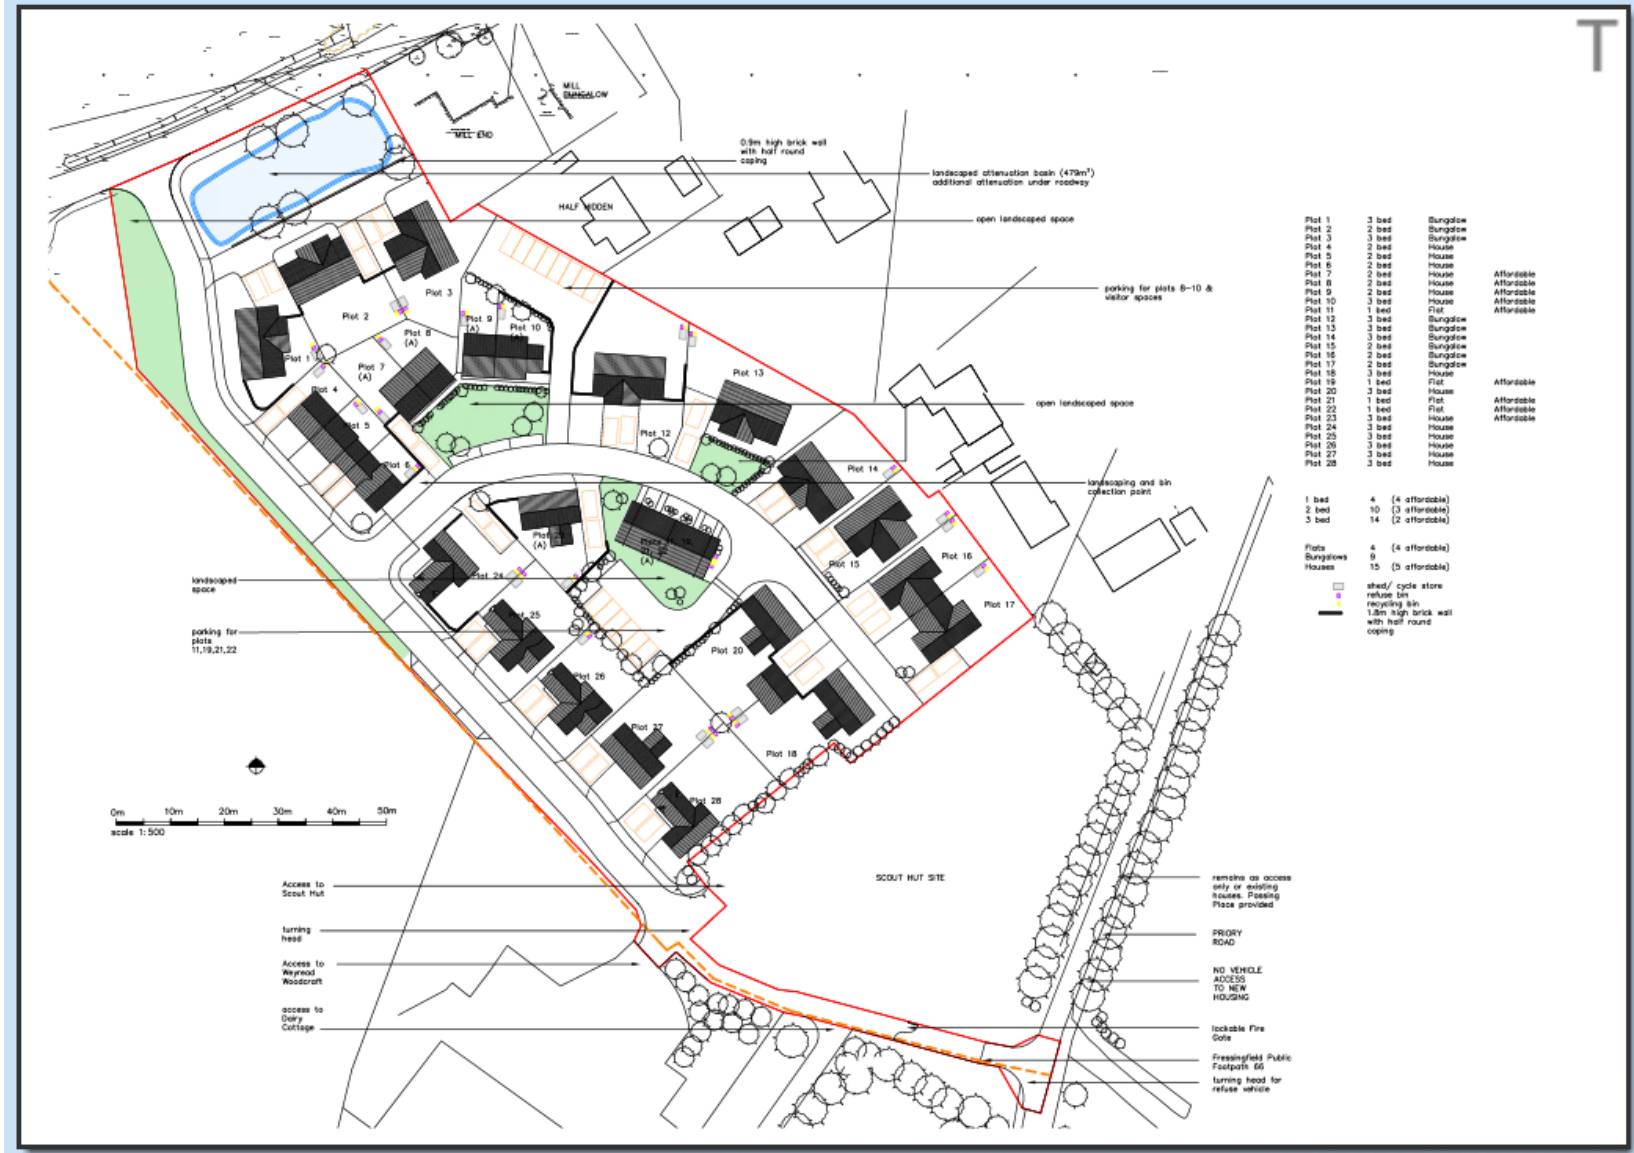 T
MILL
BUNGALOW
MILL END
0.9m high brick wall
with half round
coping
landscaped attenuation basin (479m³)
additional attenuation under roadway
HALF HIDDEN
open landscaped space
parking for plots 8-10 &
visitor spaces
open landscaped space
landscaping and bin
collection point
Plot 1
Plot 2
Plot 3
Plot 4
Plot 5
Plot 6
Plot 7
(A)
Plot 8
(A)
Plot 9
(A)
Plot 10
(A)
Plot 12
Plot 13
Plot 14
Plot 15
Plot 16
Plot 17
Plot 18
Plot 20
(A)
(A)
Plot 24
Plot 25
Plot 26
Plot 27
Plot 28
landscaped
space
parking for
plots
11,19,21,22
0m 10m 20m 30m 40m 50m
scale 1:500
Access to
Scout Hut
turning
head
Access to
Weyread
Woodcraft
access to
Dairy
Cottage
SCOUT HUT SITE
remains as access
only or existing
houses. Passing
Place provided
PRIORY
ROAD
NO VEHICLE
ACCESS
TO NEW
HOUSING
lockable Fire
Gate
Fressingfield Public
Footpath 66
turning head for
refuse vehicle
Plot 1 3 bed Bungalow
Plot 2 2 bed Bungalow
Plot 3 3 bed Bungalow
Plot 4 2 bed House
Plot 5 2 bed House
Plot 6 2 bed House
Plot 7 2 bed House Affordable
Plot 8 2 bed House Affordable
Plot 9 2 bed House Affordable
Plot 10 3 bed House Affordable
Plot 11 1 bed Flat Affordable
Plot 12 3 bed Bungalow
Plot 13 3 bed Bungalow
Plot 14 3 bed Bungalow
Plot 15 2 bed Bungalow
Plot 16 2 bed Bungalow
Plot 17 2 bed Bungalow
Plot 18 3 bed House
Plot 19 1 bed Flat Affordable
Plot 20 3 bed House
Plot 21 1 bed Flat Affordable
Plot 22 1 bed Flat Affordable
Plot 23 3 bed House Affordable
Plot 24 3 bed House
Plot 25 3 bed House
Plot 26 3 bed House
Plot 27 3 bed House
Plot 28 3 bed House
1 bed 4 (4 affordable)
2 bed 10 (3 affordable)
3 bed 14 (2 affordable)
Flats 4 (4 affordable)
Bungalows 9
Houses 15 (5 affordable)
shed/ cycle store
refuse bin
recycling bin
1.8m high brick wall
with half round
coping